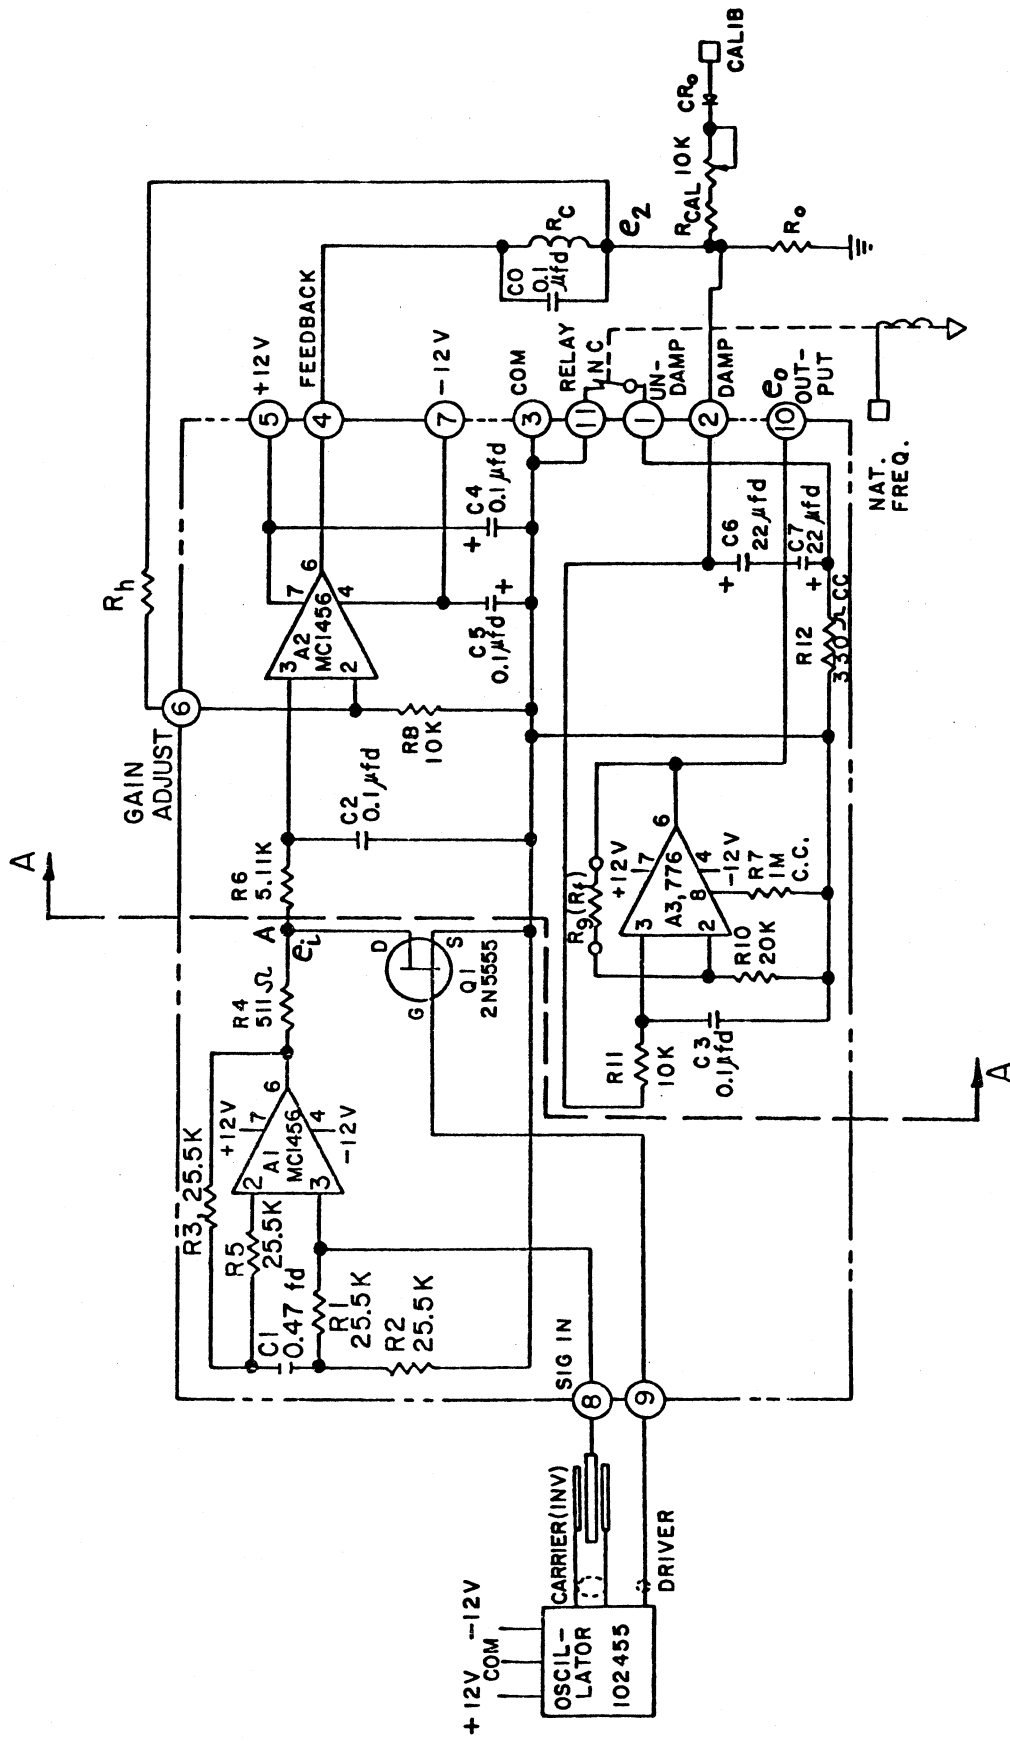 A
A
GAIN
ADJUST
6
Rh
R3, 25.5K
R5
25.5K
C1
0.47 fd
R1
25.5K
R2
25.5K
+12V
7
2
A1
MC1456
6
3
4
-12V
R4
511Ω
A
ei
R6
5.11K
C2
0.1μfd
R8
10K
3
A2
MC1456
2
7
6
4
C5
0.1μfd
+
+
C4
0.1μfd
5
+12V
4
FEEDBACK
7
-12V
3
COM
11
RELAY
N.C
1
UN-
DAMP
2
DAMP
10
eo
OUT-
PUT
C0
0.1
μfd
RC
e2
RCAL
10K
CRo
CALIB
Ro
NAT.
FREQ.
D
S
G
Q1
2N5555
R9(Rf)
+12V
7
3
A3,776
6
2
8
4
-12V
R7
1M
C.C.
R10
20K
R11
10K
C3
0.1μfd
+
C6
22μfd
C7
22μfd
+
R12
330Ω CC
SIG IN
8
9
CARRIER(INV)
DRIVER
+12V
COM
-12V
OSCIL-
LATOR
102455